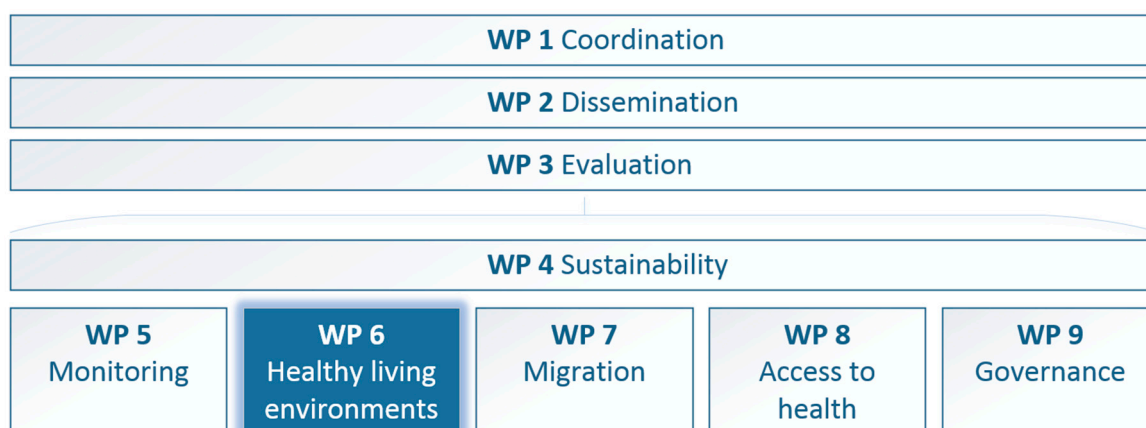 WP 1 Coordination
WP 2 Dissemination
WP 3 Evaluation
WP 4 Sustainability
WP 5
Monitoring
WP 6
Healthy living
environments
WP 7
Migration
WP 8
Access to
health
WP 9
Governance